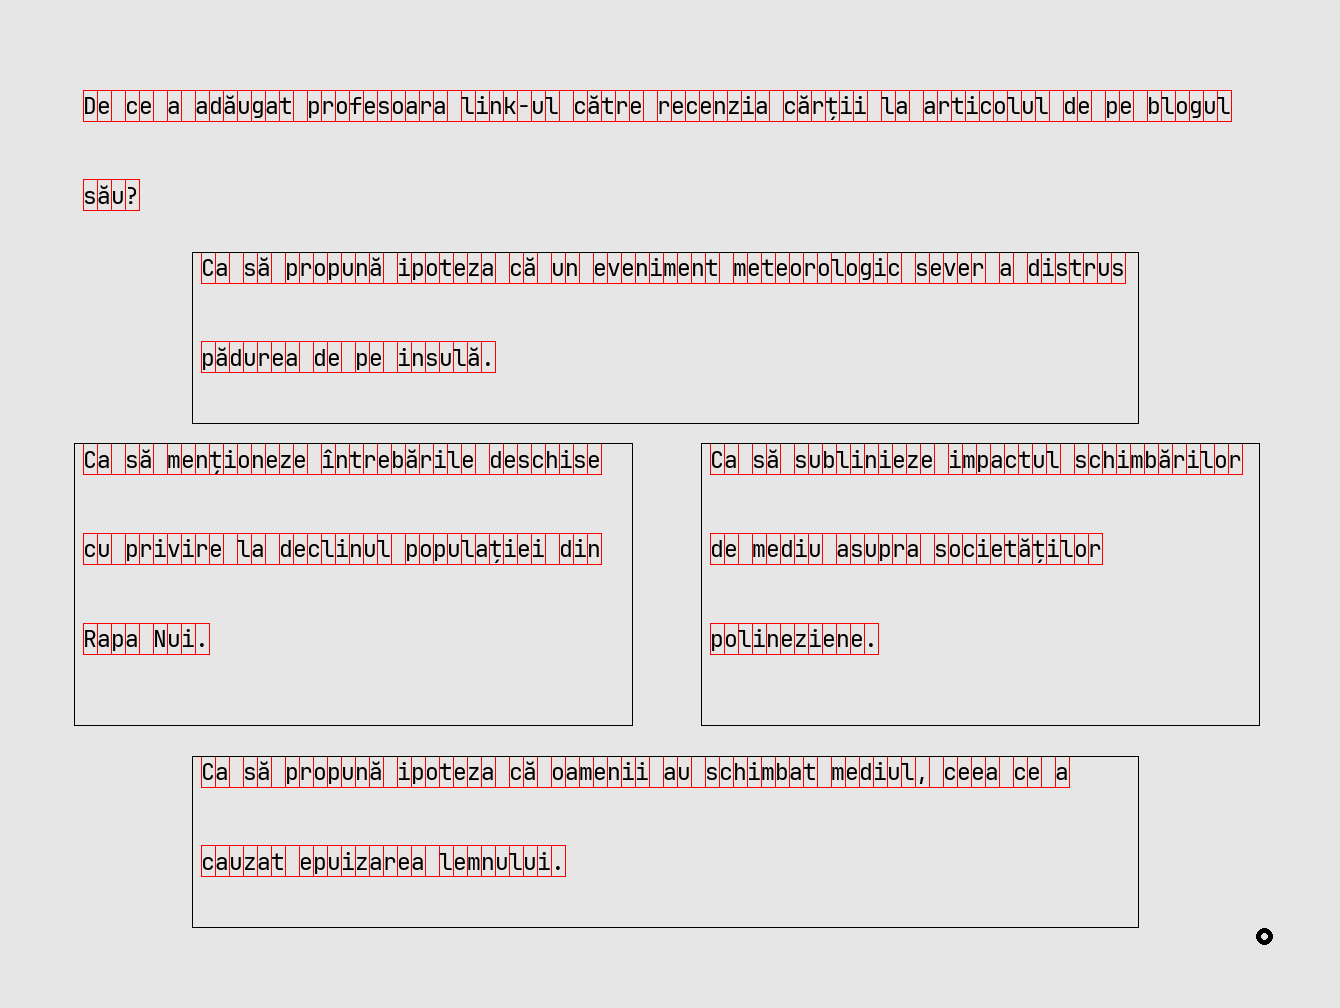 De ce a adăugat profesoara link-ul către recenzia cărții la articolul de pe blogul
său?
Ca să propună ipoteza că un eveniment meteorologic sever a distrus
pădurea de pe insulă.
Ca să menționeze întrebările deschise
cu privire la declinul populației din
Rapa Nui.
Ca să sublinieze impactul schimbărilor
de mediu asupra societăților
polineziene.
Ca să propună ipoteza că oamenii au schimbat mediul, ceea ce a
cauzat epuizarea lemnului.